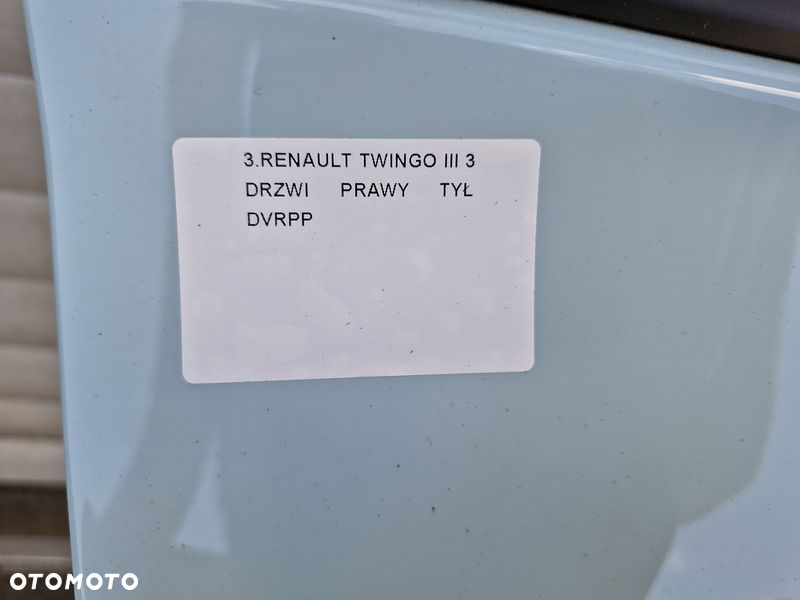 3.RENAULT TWINGO III 3
DRZWI PRAWY TYŁ
DVRPP
OTOMOTO